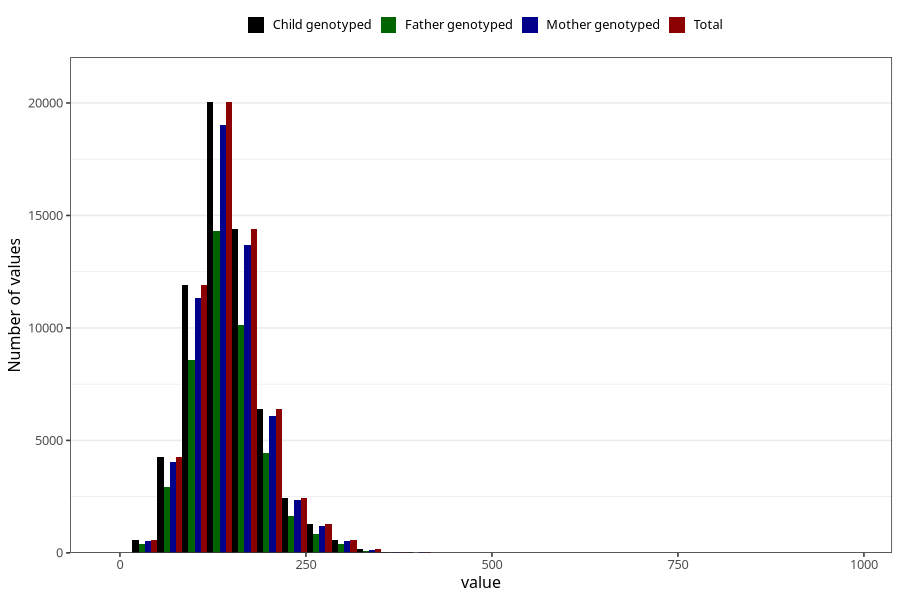 Child genotyped Father genotyped Mother genotyped Total
20000
15000
10000
5000
0
Number of values
0 250 500 750 1000
value